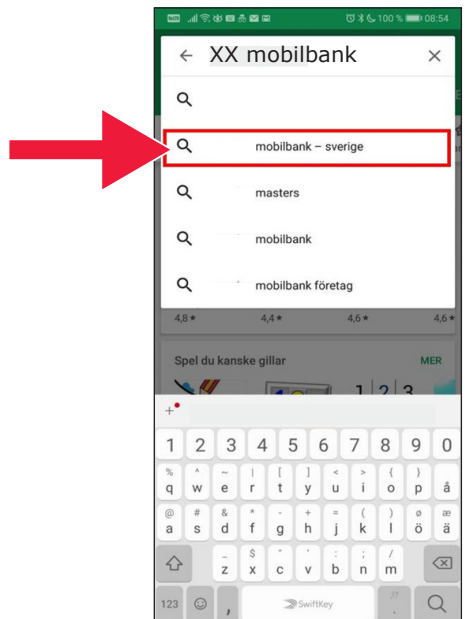 100 % 08:54
XX mobilbank
mobilbank – sverige
masters
mobilbank
mobilbank företag
4,8★ 4,4★ 4,6★ 4,6★
Spel du kanske gillar MER
1 2 3
1 2 3 4 5 6 7 8 9 0
% ^ ~ | [ ] < > { }
q w e r t y u i o p å
@ # & * - + = ( ) ø æ
a s d f g h j k l ö ä
_ $ " ' : ; /
z x c v b n m
123 , SwiftKey .